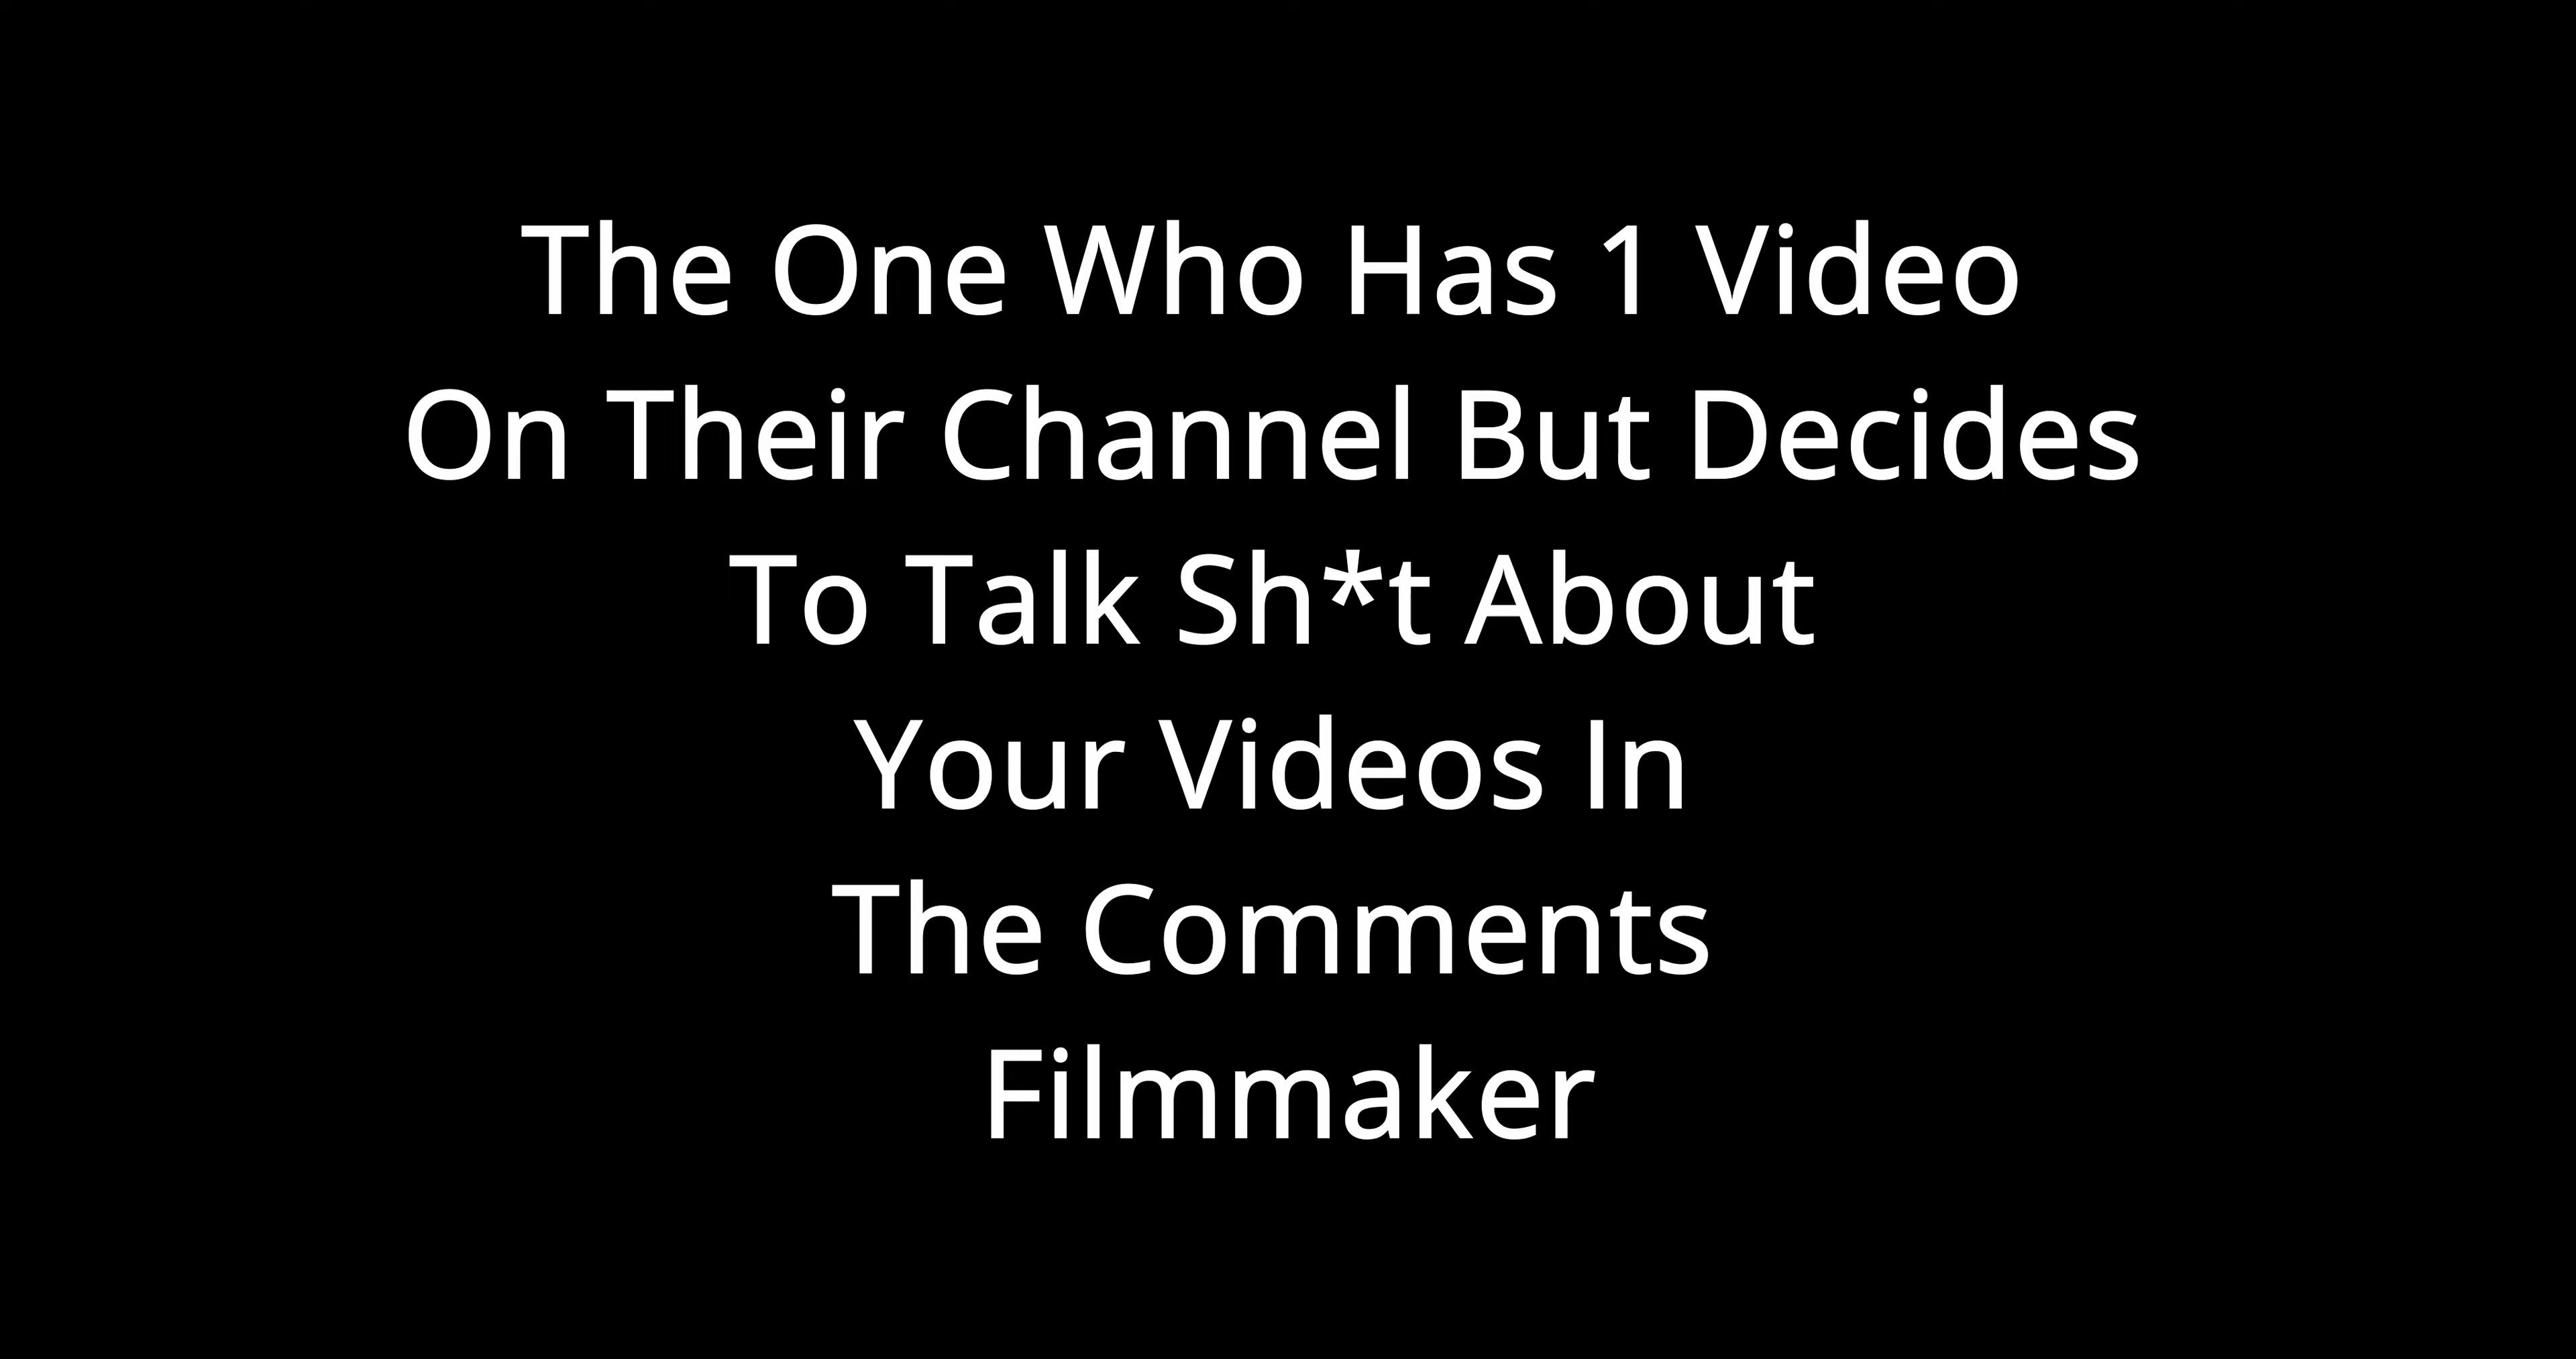 The One Who Has 1 Video
On Their Channel But Decides
To Talk Sh*t About
Your Videos In
The Comments
Filmmaker